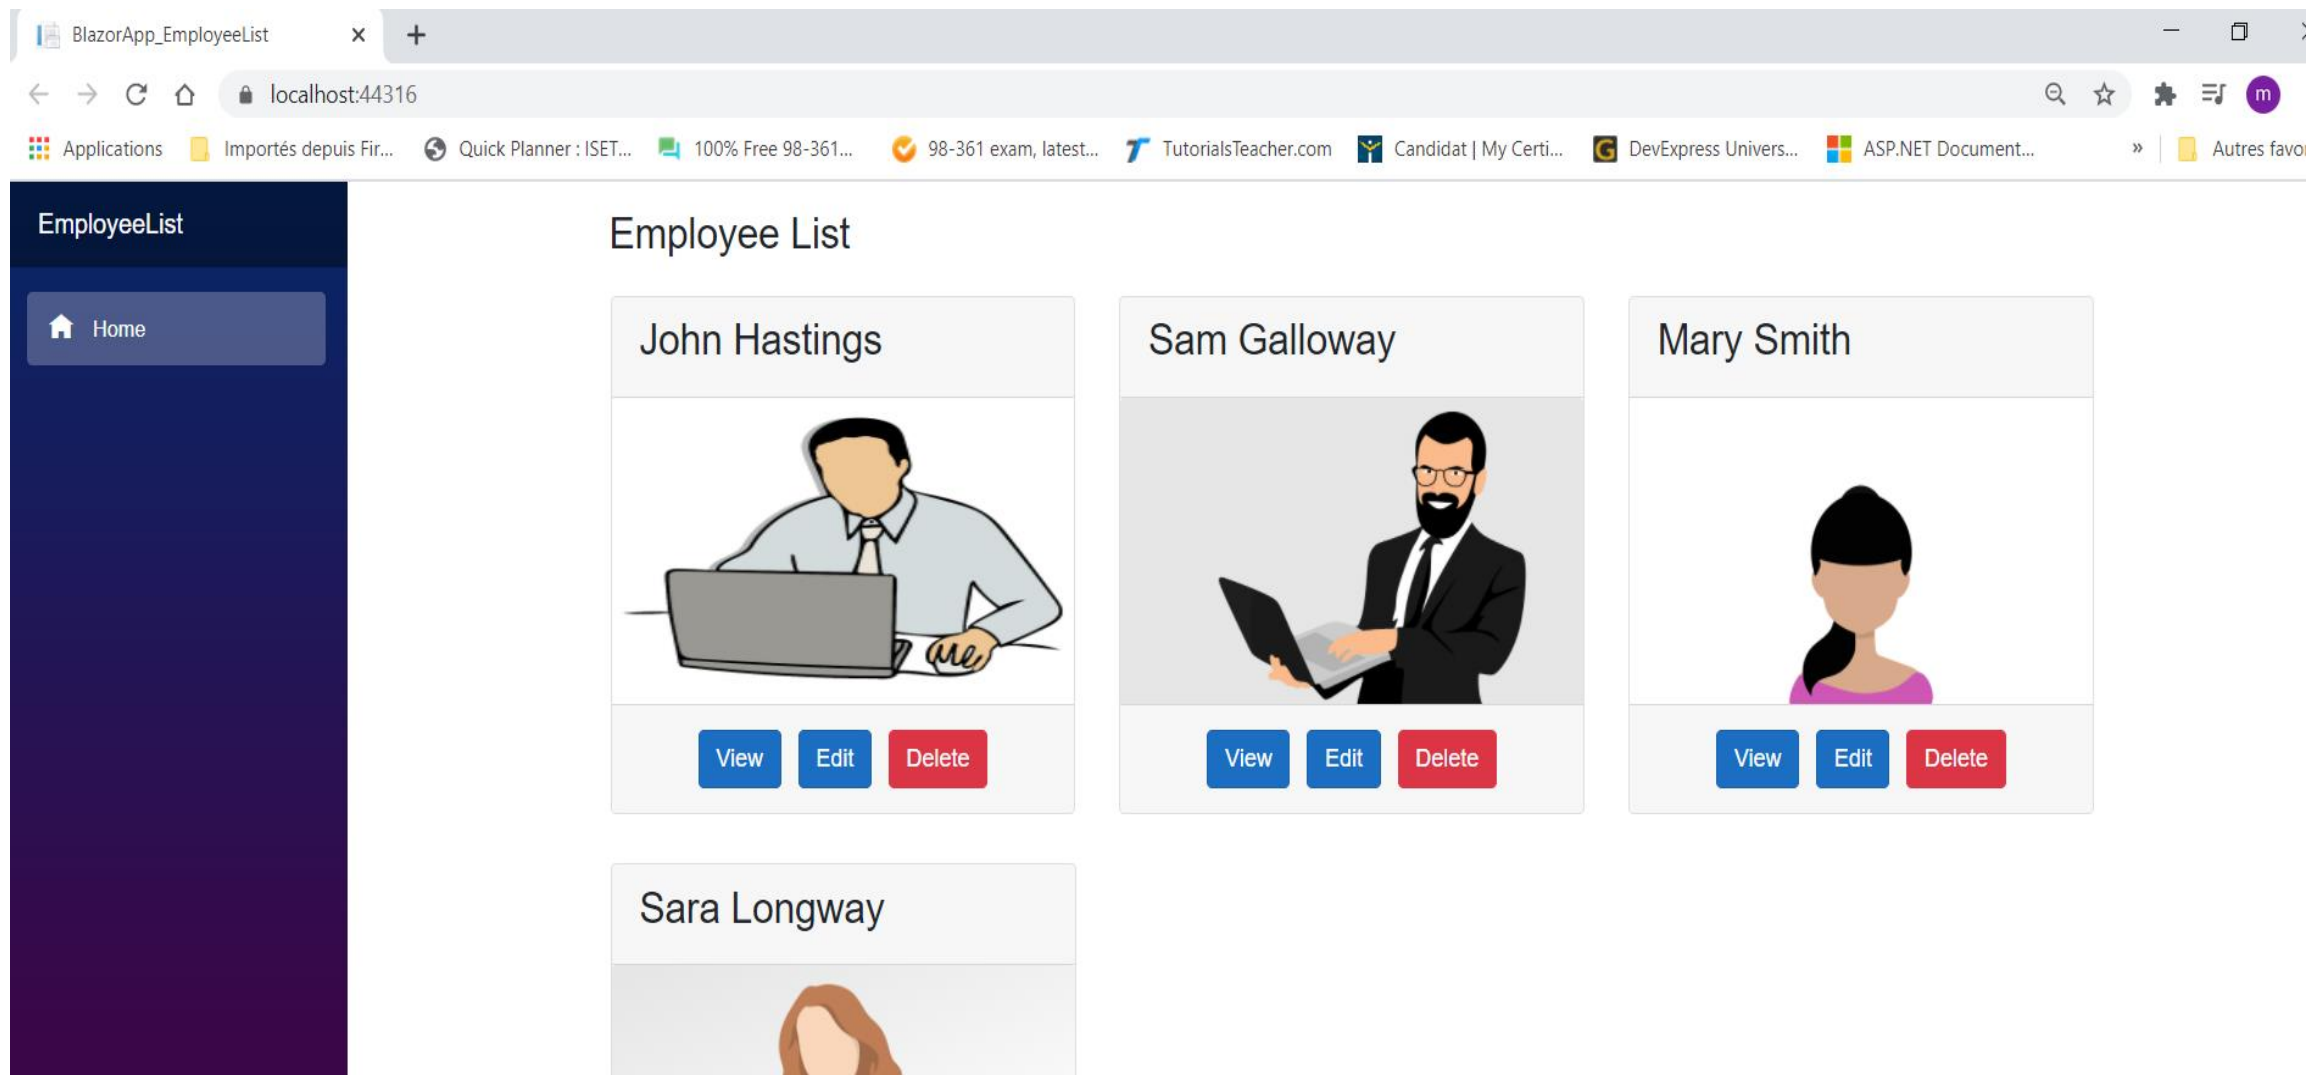 BlazorApp_EmployeeList
localhost:44316
m
Applications Importés depuis Fir... Quick Planner : ISET... 100% Free 98-361... 98-361 exam, latest... TutorialsTeacher.com Candidat | My Certi... DevExpress Univers... ASP.NET Document... » Autres favor
EmployeeList
Home
Employee List
John Hastings Sam Galloway Mary Smith
View Edit Delete View Edit Delete View Edit Delete
Sara Longway